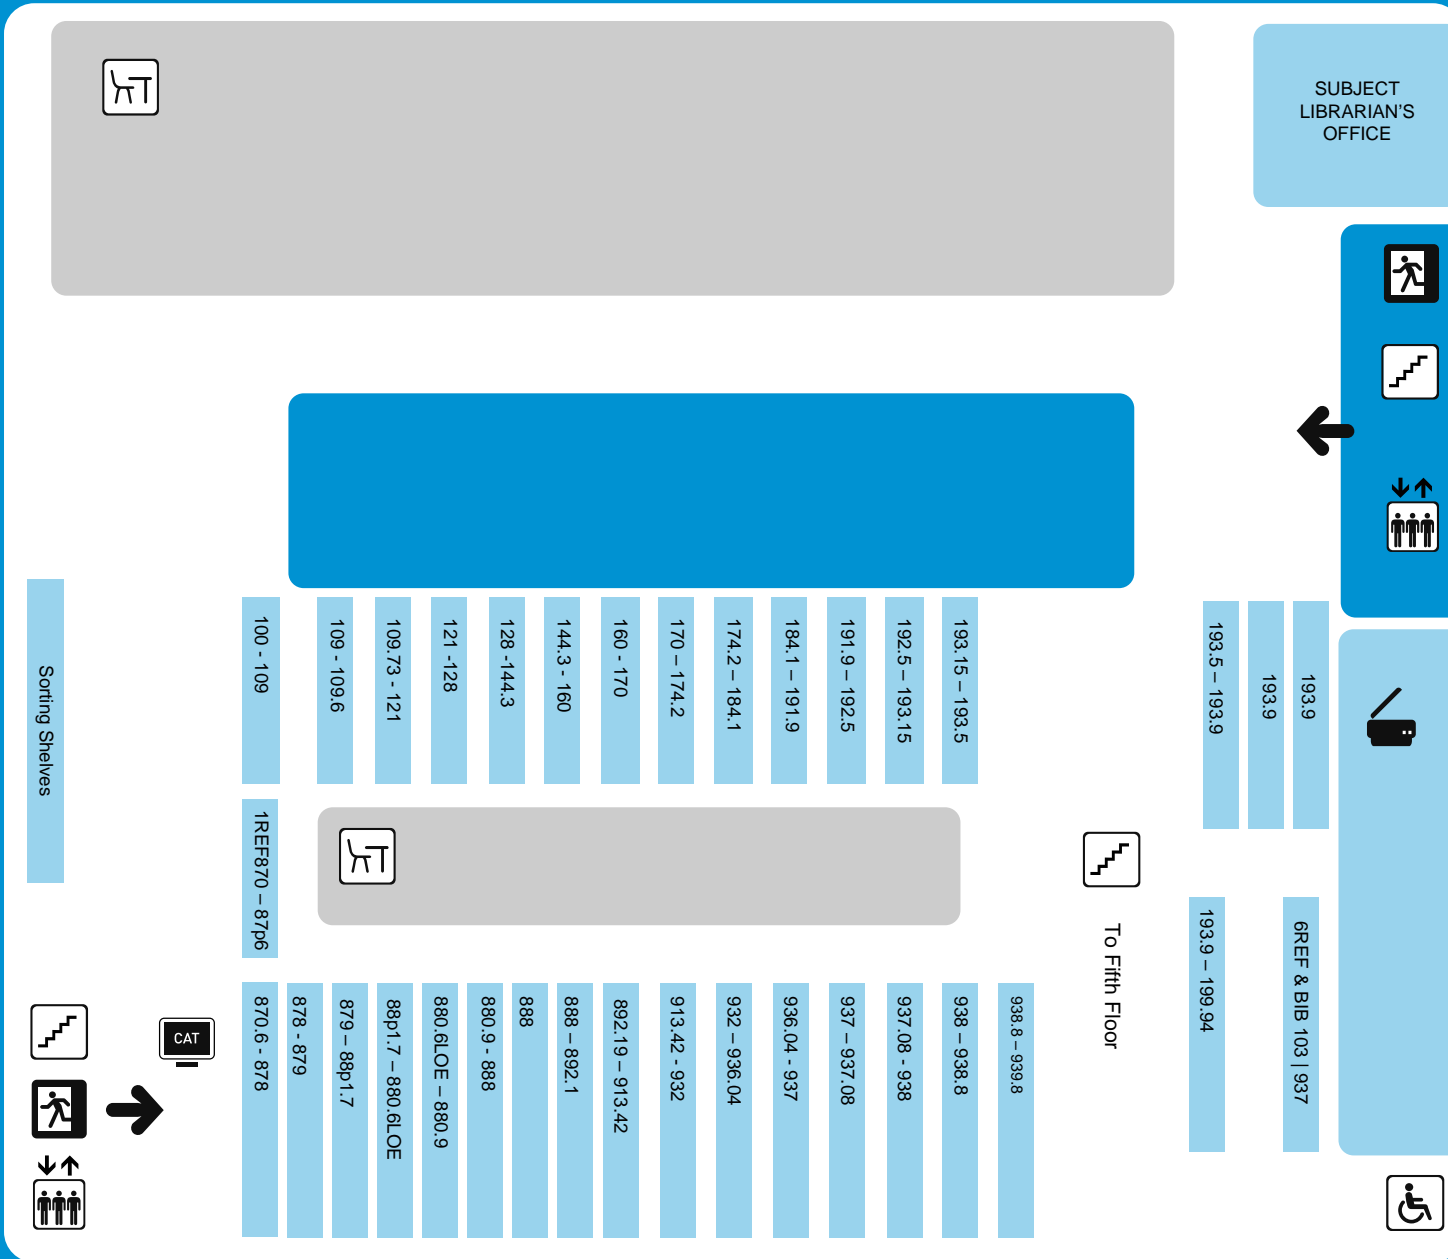 SUBJECT
LIBRARIAN'S
OFFICE
Sorting Shelves
100 - 109
109 - 109.6
109.73 - 121
121 -128
128 -144.3
144.3 - 160
160 - 170
170 – 174.2
174.2 – 184.1
184.1 – 191.9
191.9 – 192.5
192.5 – 193.15
193.15 – 193.5
193.5 – 193.9
193.9
193.9
1REF870 – 87p6
To Fifth Floor
193.9 – 199.94
6REF & BIB 103 | 937
CAT
870.6 - 878
878 - 879
879 – 88p1.7
88p1.7 – 880.6LOE
880.6LOE – 880.9
880.9 - 888
888
888 – 892.1
892.19 – 913.42
913.42 - 932
932 – 936.04
936.04 - 937
937 – 937.08
937.08 - 938
938 – 938.8
938.8 – 939.8